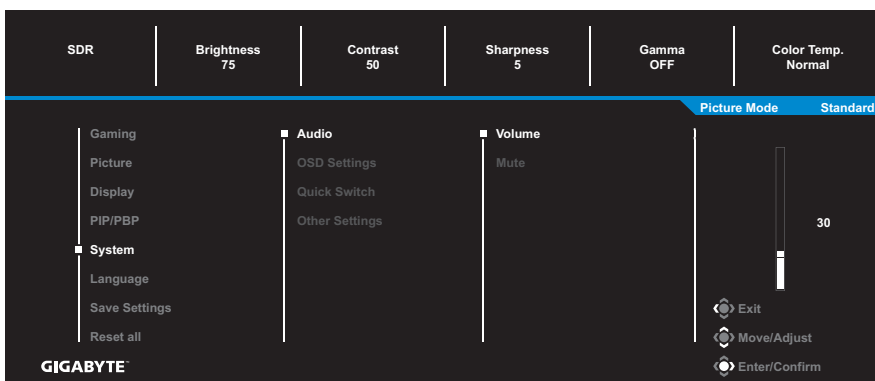 SDR Brightness Contrast Sharpness Gamma Color Temp.
75 50 5 OFF Normal
Picture Mode Standard
Gaming Audio Volume
Picture OSD Settings Mute
Display Quick Switch
PIP/PBP Other Settings 30
System
Language
Save Settings Exit
Reset all Move/Adjust
GIGABYTE™ Enter/Confirm